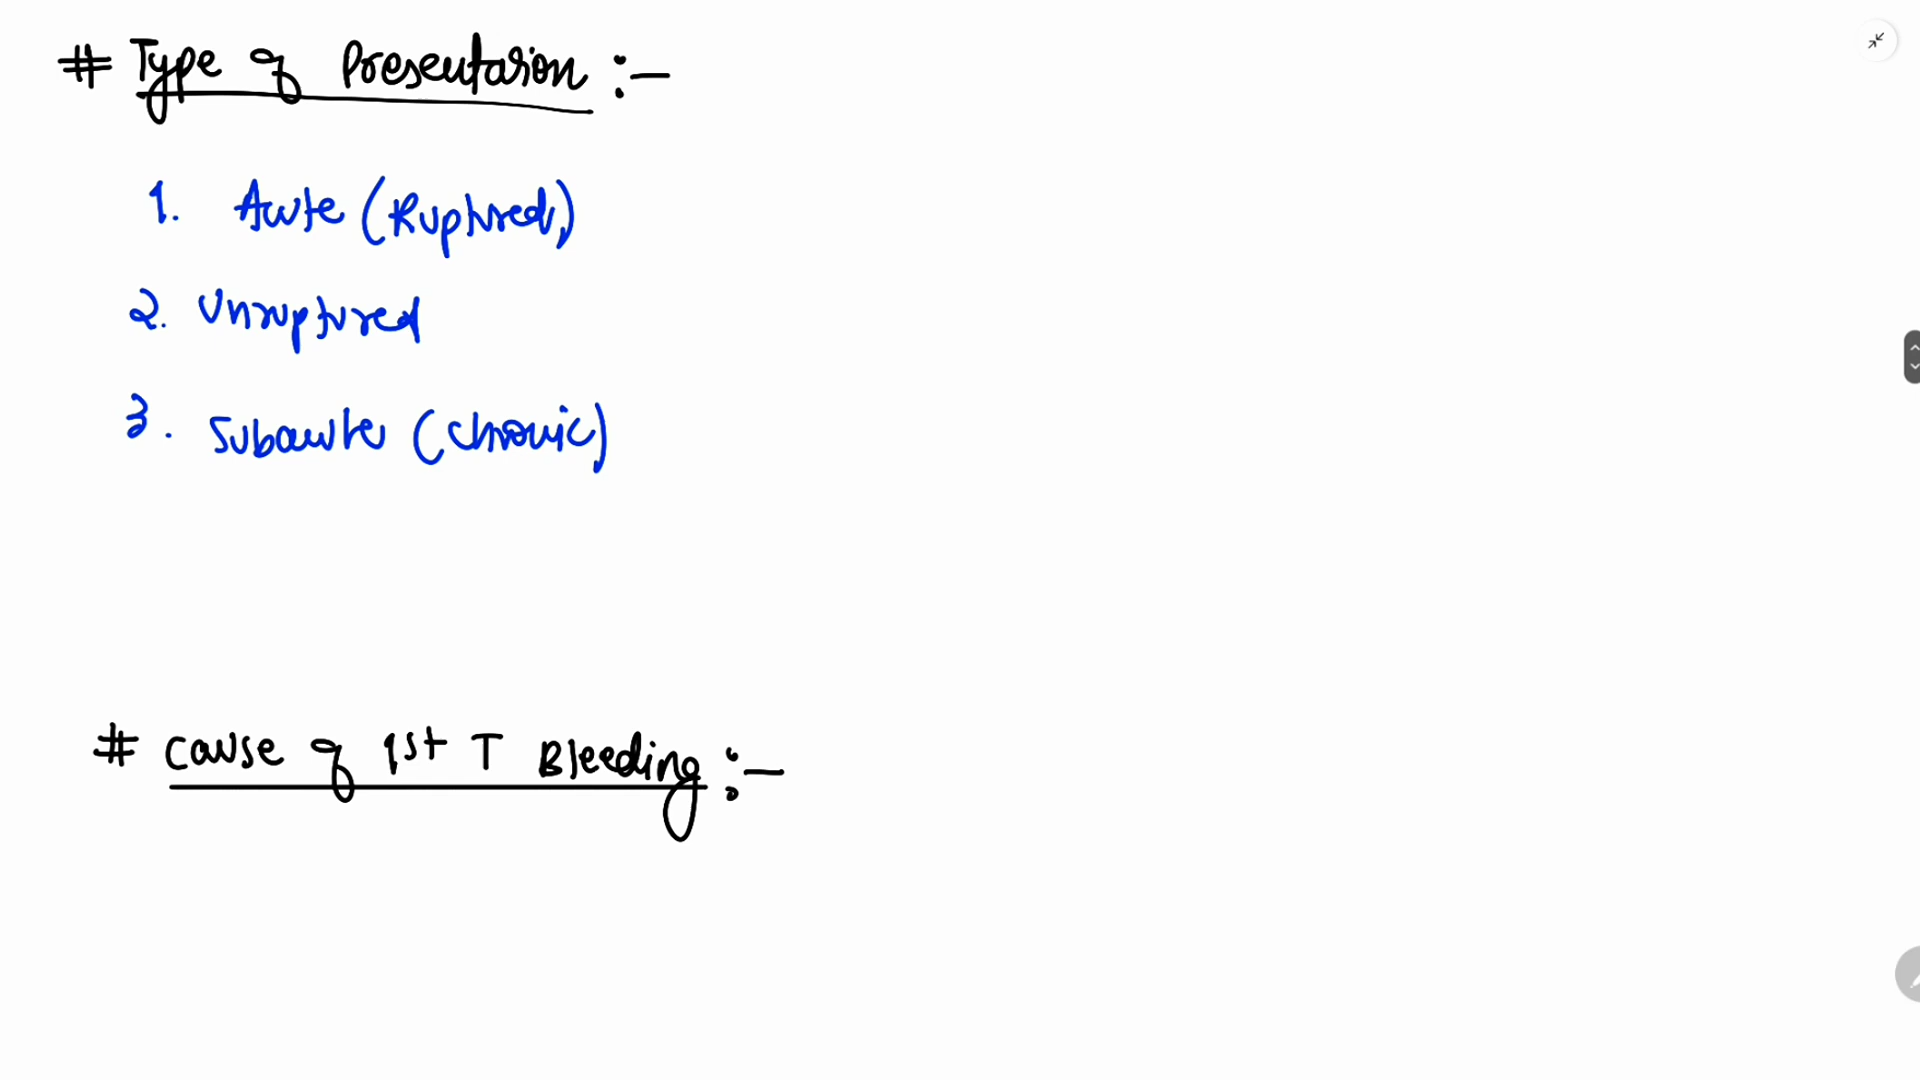 # Type of Presentation :-
1. Acute (Ruptured)
2. Unruptured
3. Subacute (chronic)
# Cause of 1st T Bleeding :-